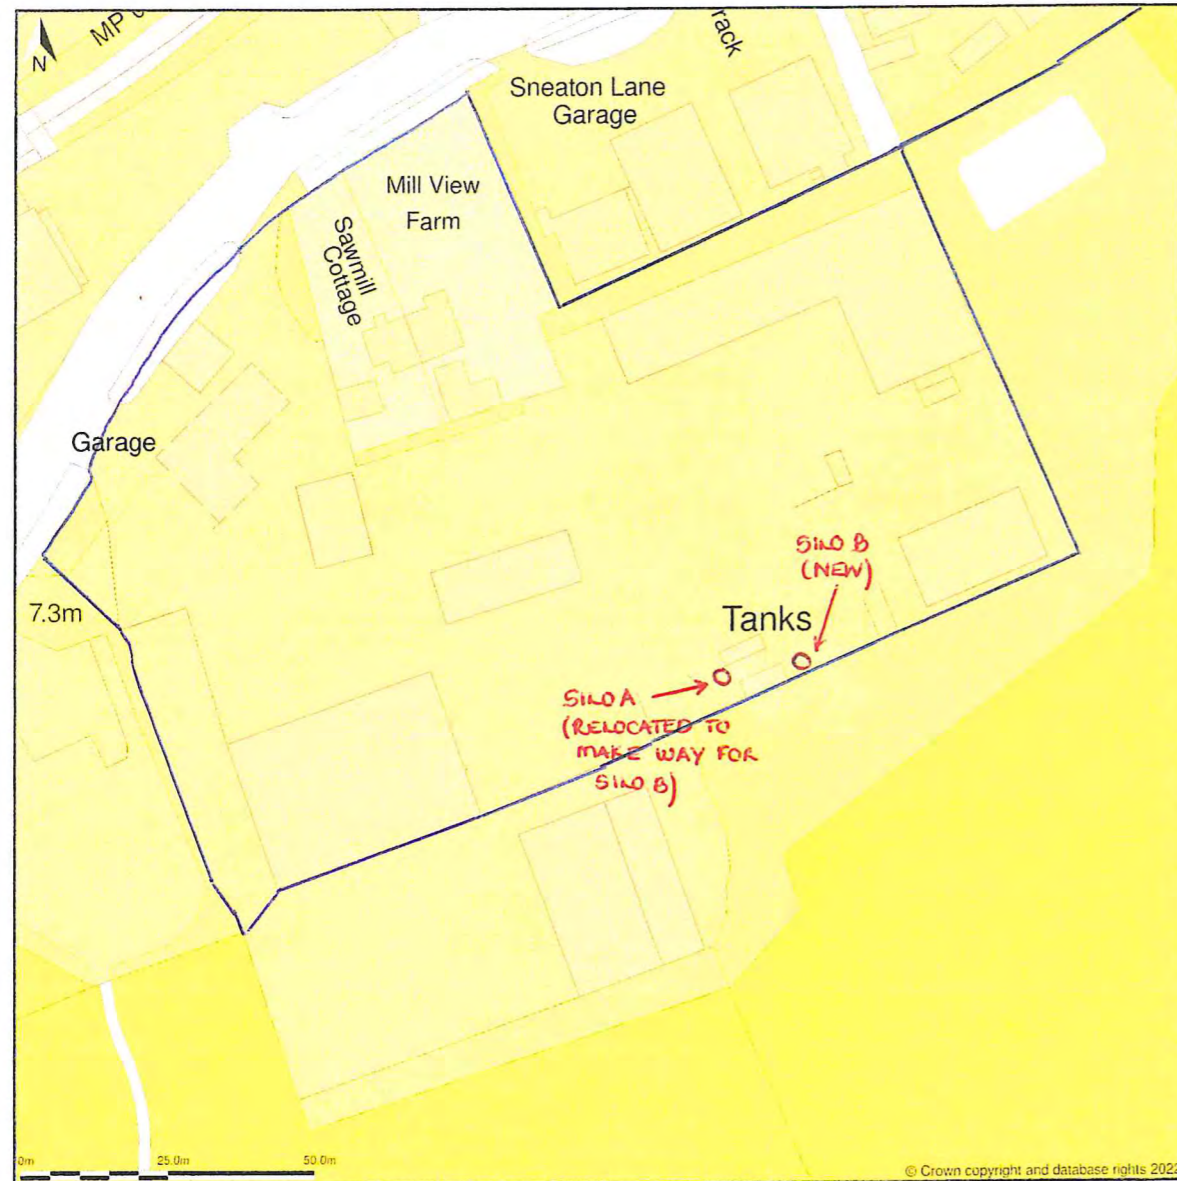 N
MP
rack
Sneaton Lane
Garage
Mill View
Farm
Sawmill
Cottage
Garage
7.3m
SILO B
(NEW)
Tanks
SILO A
(RELOCATED TO
MAKE WAY FOR
SILO B)
0m
25.0m
50.0m
© Crown copyright and database rights 2022